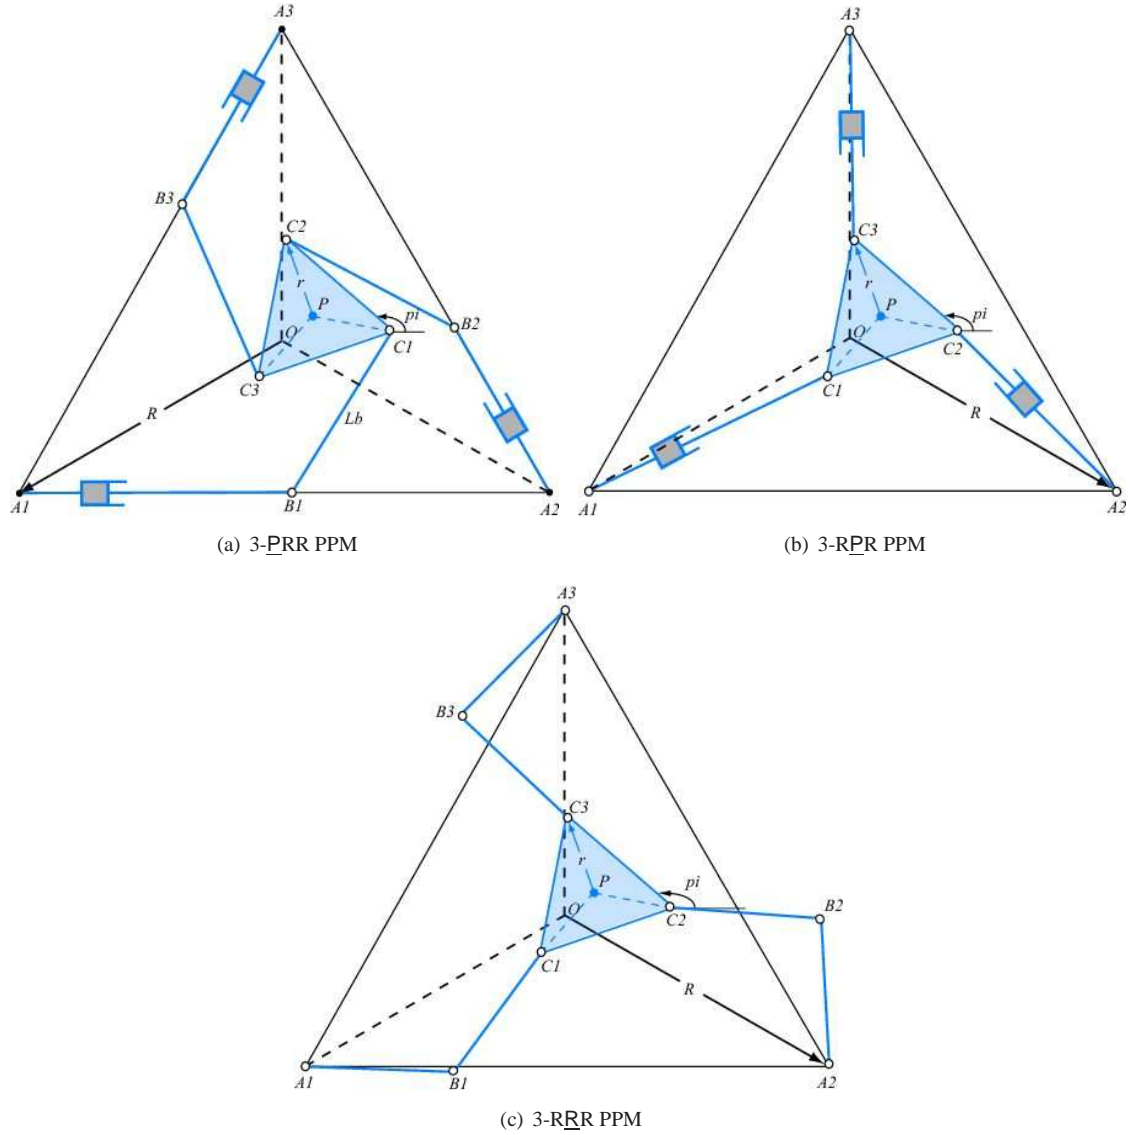 A3
A3
B3
C2
C3
r
r
P
P
pi
pi
O
B2
O
C1
C2
C3
C1
R
Lb
R
A1
B1
A2
A1
A2
(a) 3-PRR PPM
(b) 3-RPR PPM
A3
B3
C3
r
P
pi
O
C2
B2
C1
R
A1
B1
A2
(c) 3-RRR PPM